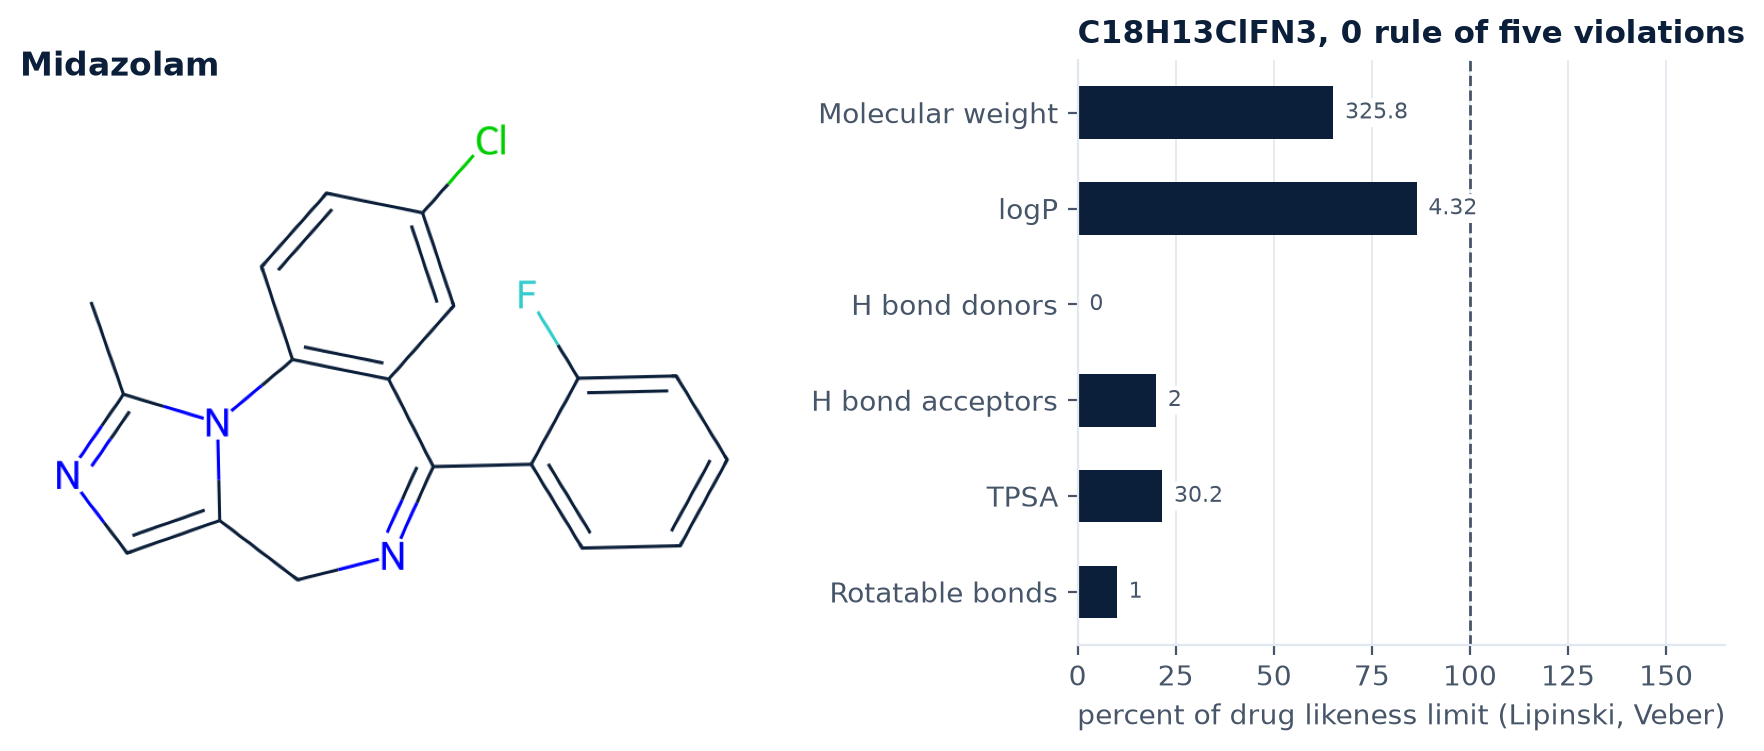 Midazolam
Cl
F
N
N
N
C18H13ClFN3, 0 rule of five violations
Molecular weight
325.8
logP
4.32
H bond donors
0
H bond acceptors
2
TPSA
30.2
Rotatable bonds
1
0 25 50 75 100 125 150
percent of drug likeness limit (Lipinski, Veber)